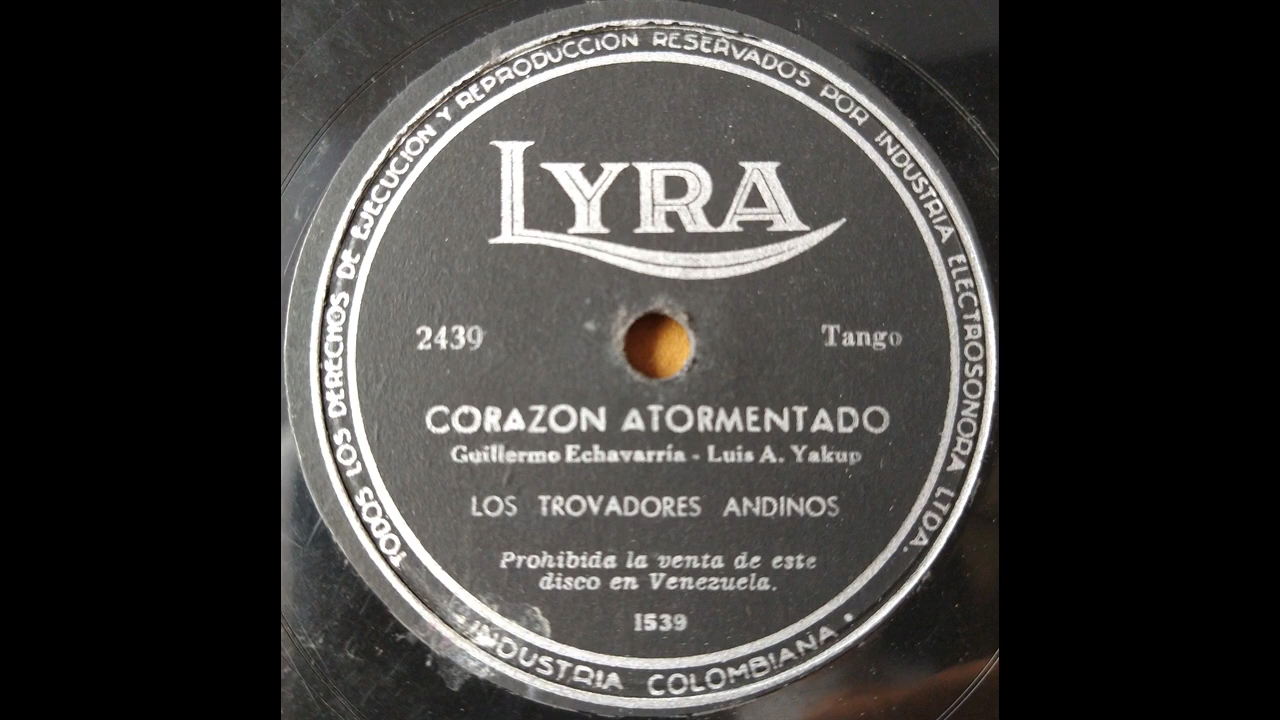 TODOS LOS DERECHOS DE EJECUCION Y REPRODUCCION RESERVADOS POR INDUSTRIA ELECTROSONORA LTDA.
LYRA
2439
Tango
CORAZON ATORMENTADO
Guillermo Echavarría - Luis A. Yakup
LOS TROVADORES ANDINOS
Prohibida la venta de este
disco en Venezuela.
1539
• INDUSTRIA COLOMBIANA •